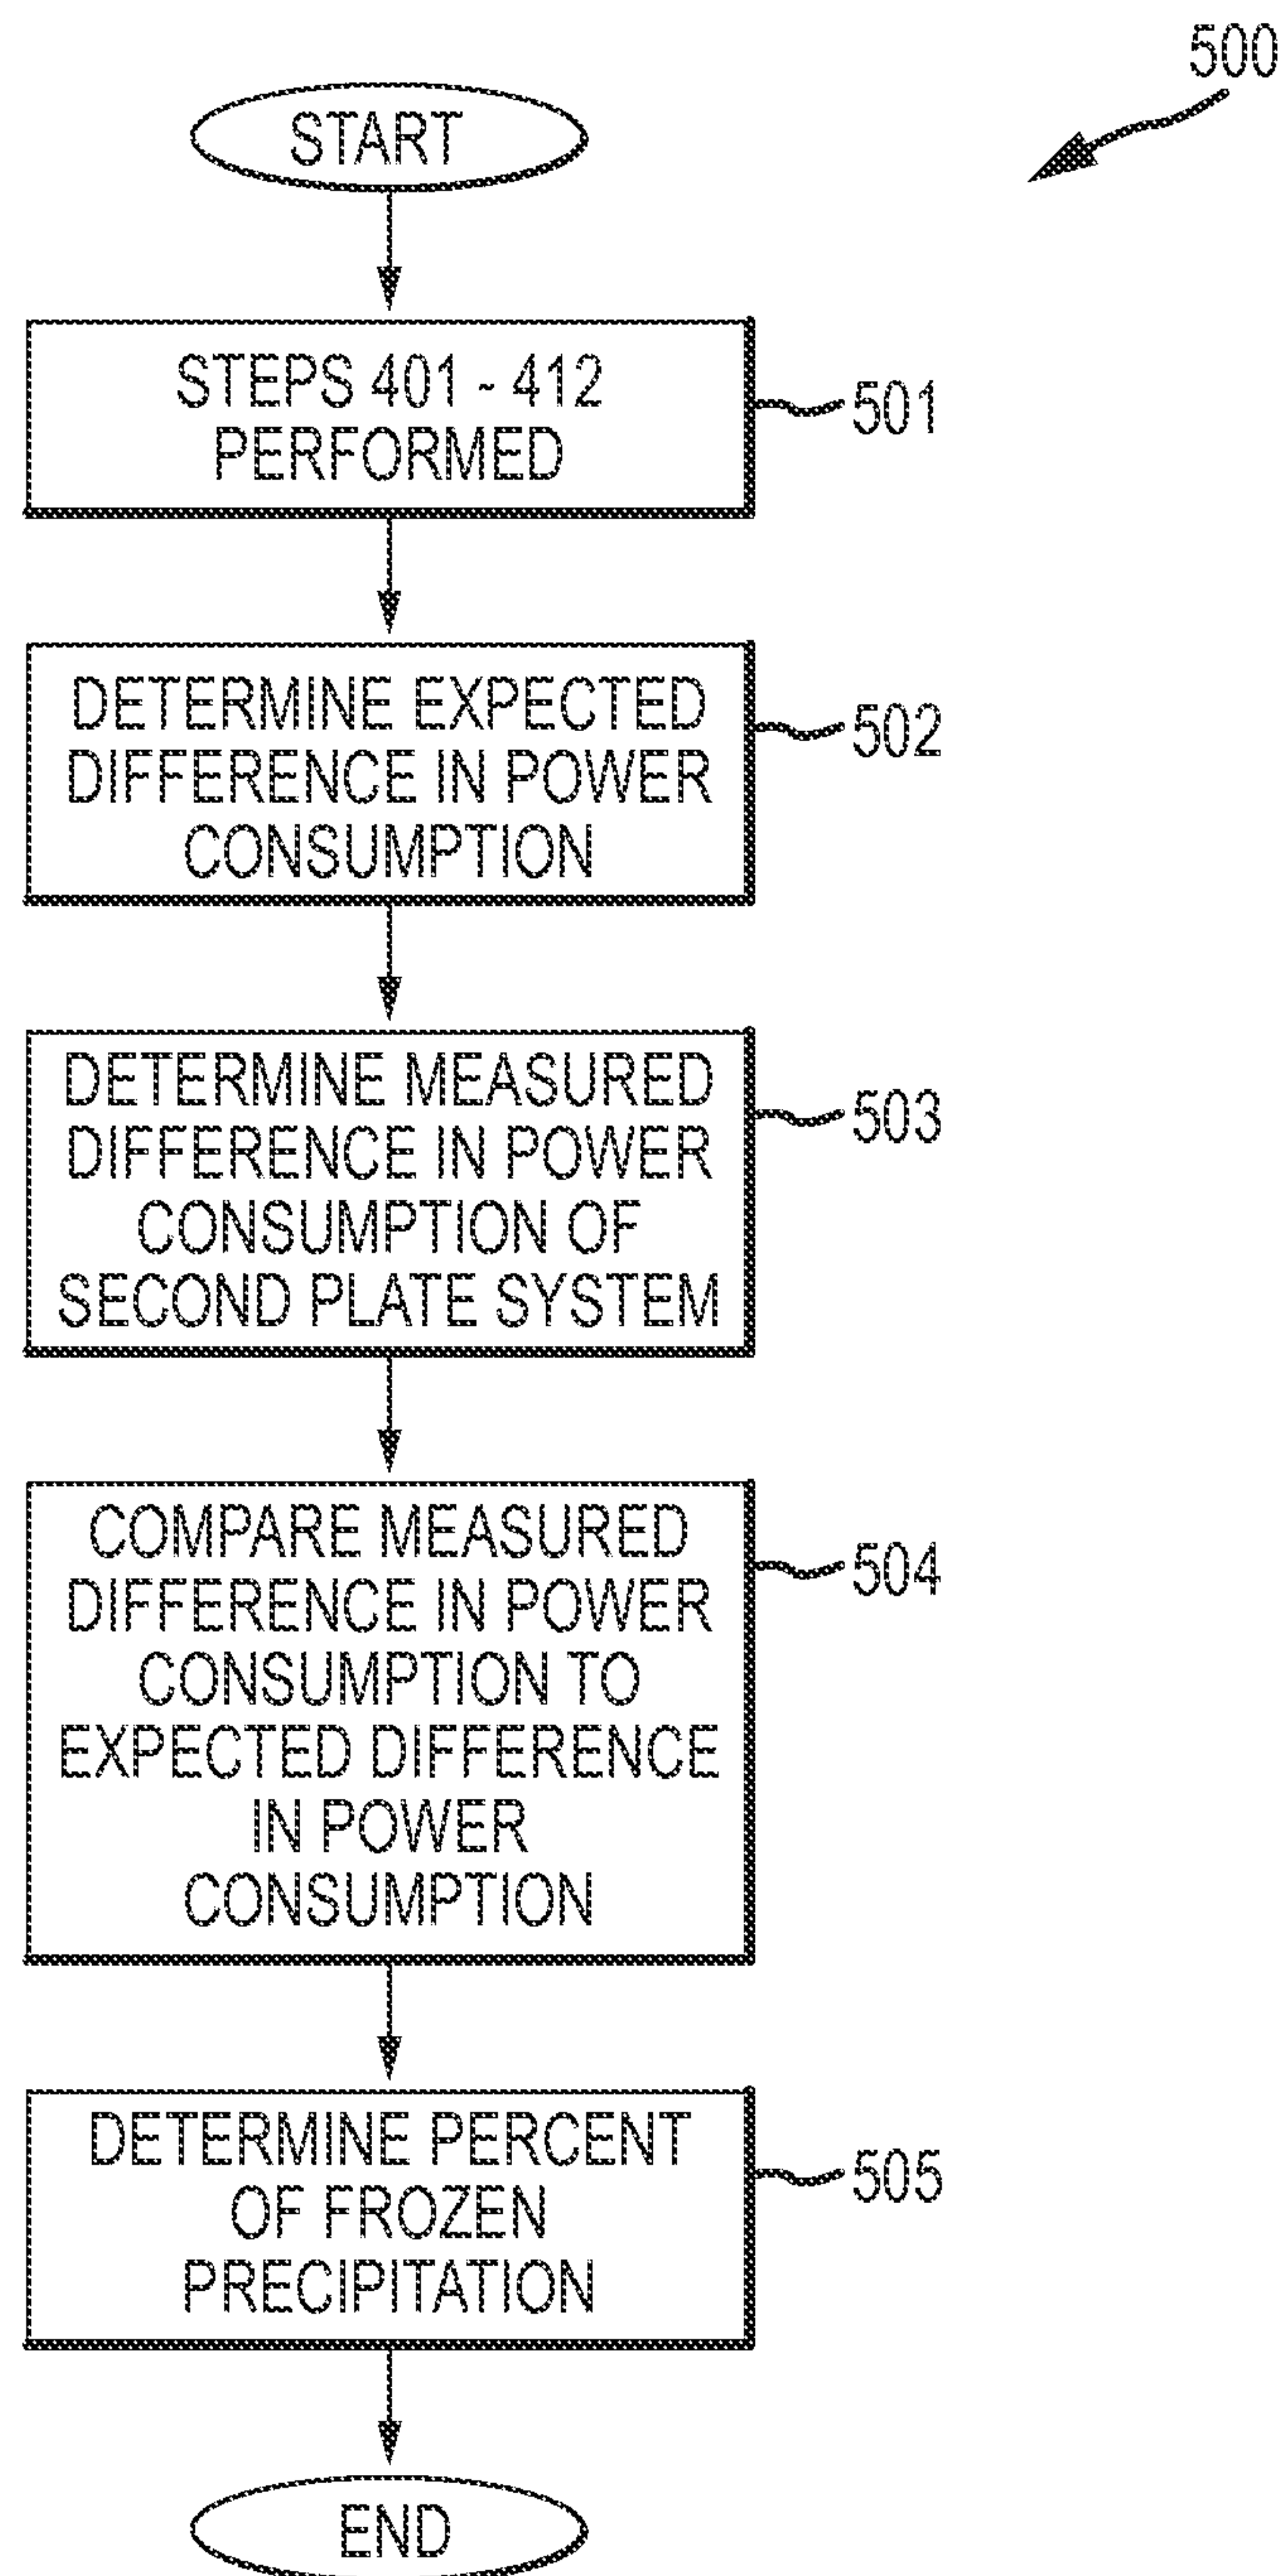 500
START
STEPS 401 - 412
PERFORMED
501
DETERMINE EXPECTED
DIFFERENCE IN POWER
CONSUMPTION
502
DETERMINE MEASURED
DIFFERENCE IN POWER
CONSUMPTION OF
SECOND PLATE SYSTEM
503
COMPARE MEASURED
DIFFERENCE IN POWER
CONSUMPTION TO
EXPECTED DIFFERENCE
IN POWER
CONSUMPTION
504
DETERMINE PERCENT
OF FROZEN
PRECIPITATION
505
END